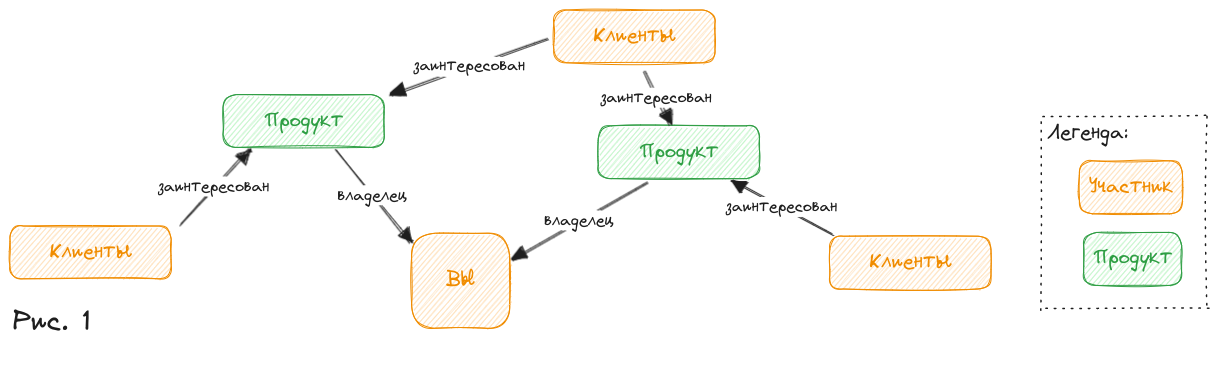 Клиенты
заинтересован
заинтересован
Продукт
Продукт
Легенда:
Участник
заинтересован
владелец
заинтересован
владелец
Клиенты
Вы
Клиенты
Продукт
Рис. 1